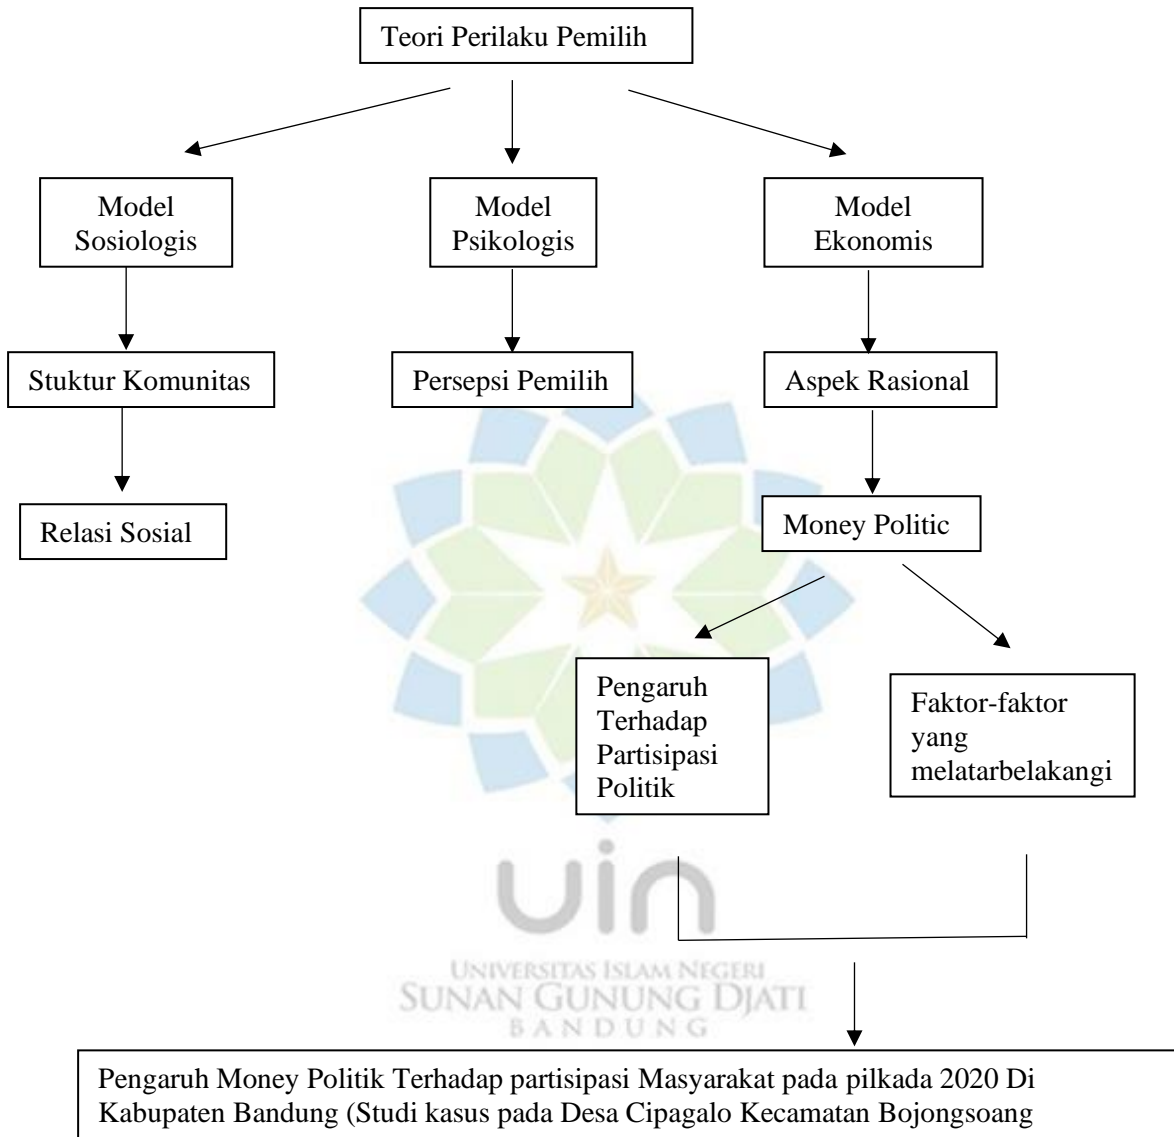 Teori Perilaku Pemilih
Model
Sosiologis
Model
Psikologis
Model
Ekonomis
Stuktur Komunitas
Persepsi Pemilih
Aspek Rasional
Relasi Sosial
Money Politic
Pengaruh
Terhadap
Partisipasi
Politik
Faktor-faktor
yang
melatarbelakangi
uin
UNIVERSITAS ISLAM NEGERI
SUNAN GUNUNG DJATI
BANDUNG
Pengaruh Money Politik Terhadap partisipasi Masyarakat pada pilkada 2020 Di
Kabupaten Bandung (Studi kasus pada Desa Cipagalo Kecamatan Bojongsoang